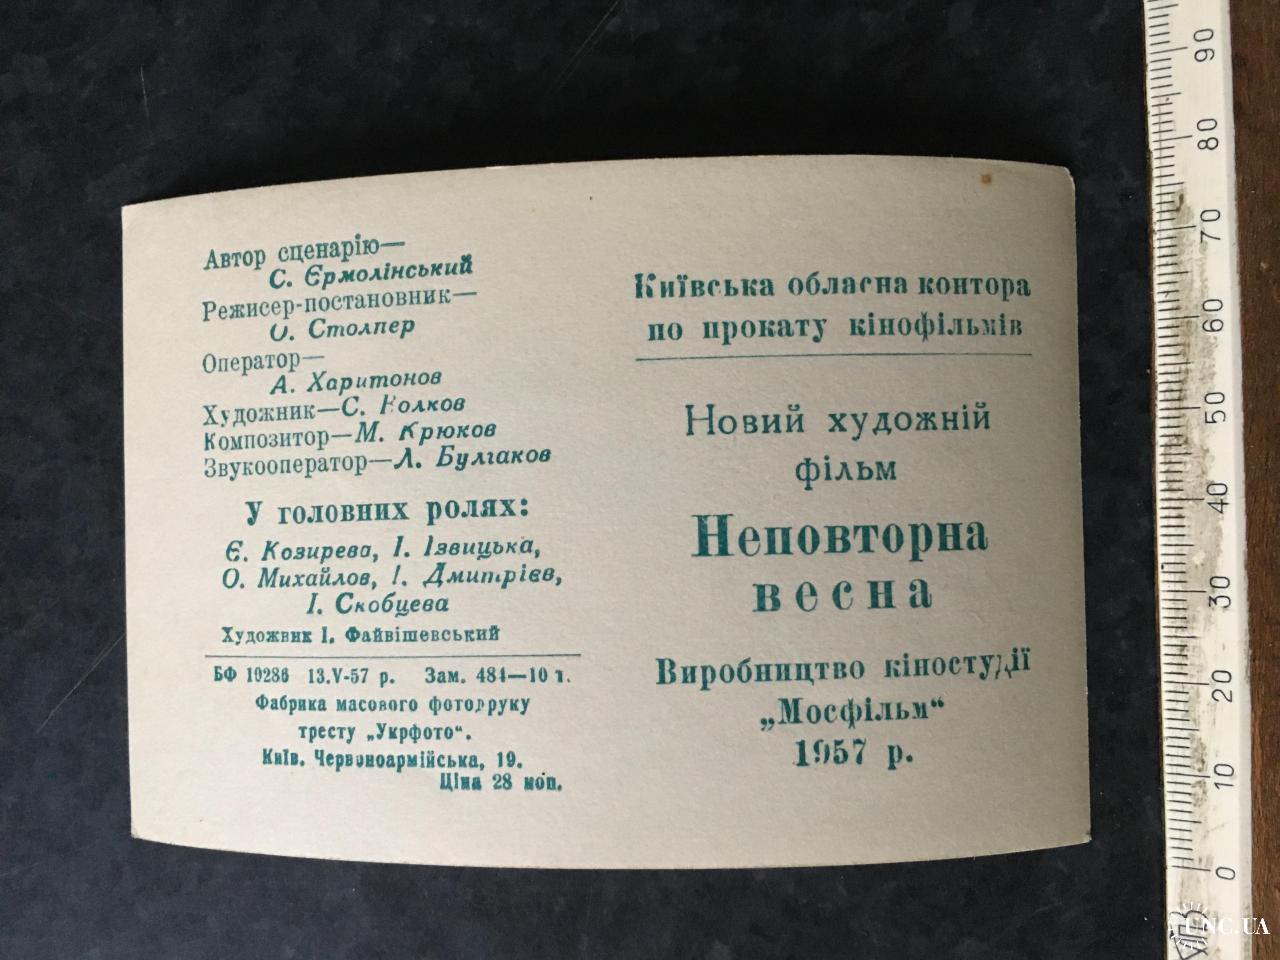 Автор сценарію—
С. Єрмолінський
Режисер-постановник—
О. Столпер
Оператор—
А. Харитонов
Художник—С. Волков
Композитор—М. Крюков
Звукооператор—Л. Булгаков
У головних ролях:
Є. Козирева, І. Ізвицька,
О. Михайлов, І. Дмитрієв,
І. Скобцева
Художник І. Файвішевський
БФ 10286 13.V-57 р. Зам. 484—10 т.
Фабрика масового фотодруку
тресту „Укрфото“.
Київ. Червоноармійська, 19.
Ціна 28 коп.
Київська обласна контора
по прокату кінофільмів
Новий художній
фільм
Неповторна
весна
Виробництво кіностудії
„Мосфільм“
1957 р.
90
80
70
60
50
40
30
20
10
0
UNC.UA